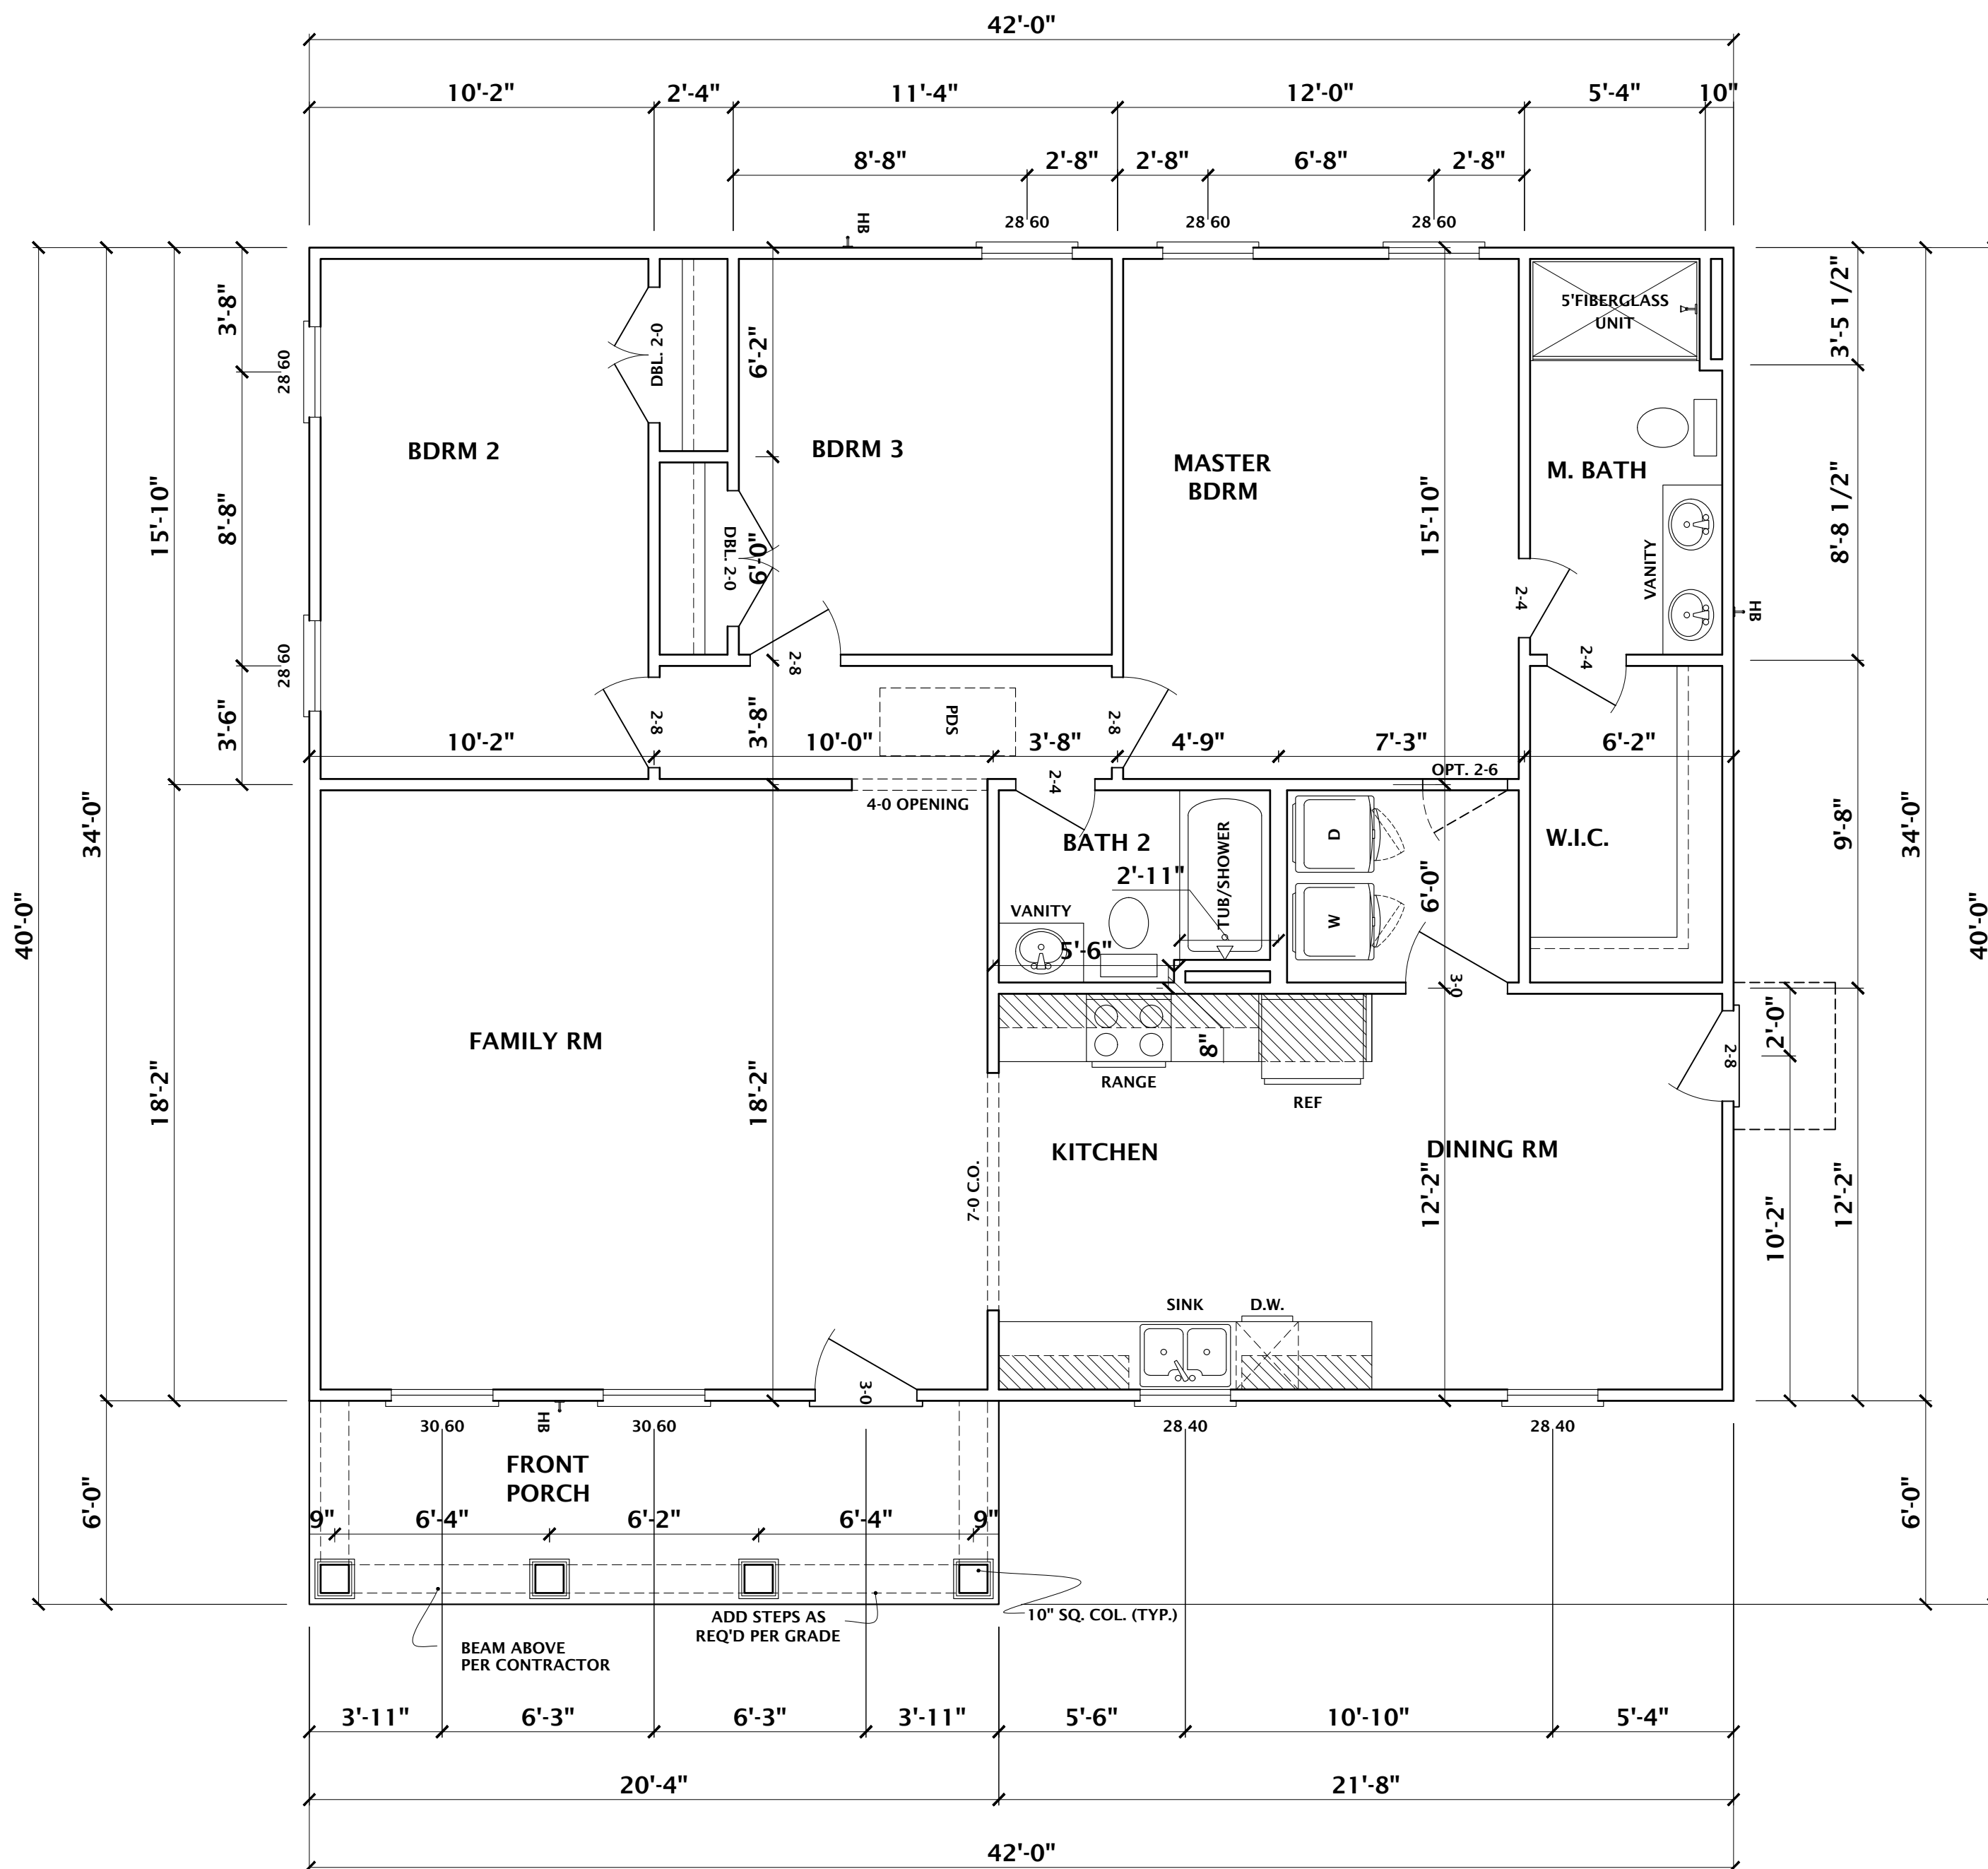 42'-0"
10'-2" 2'-4" 11'-4" 12'-0" 5'-4" 10"
8'-8" 2'-8" 2'-8" 6'-8" 2'-8"
HB 28 60 28 60 28 60
3'-8"
28 60
DBL. 2-0
6'-2"
5'FIBERGLASS
UNIT
3'-5 1/2"
BDRM 2
BDRM 3
MASTER
BDRM
M. BATH
15'-10"
8'-8"
DBL. 2-0
6'-0"
15'-10"
2-4
VANITY
8'-8 1/2"
HB
28 60
3'-6"
2-8
2-8
3'-8"
PDS
2-8
2-4
10'-2" 10'-0" 3'-8" 4'-9" 7'-3" 6'-2"
2-4
OPT. 2-6
4-0 OPENING
34'-0"
40'-0"
BATH 2
2'-11"
TUB/SHOWER
D
W
6'-0"
W.I.C.
9'-8"
34'-0"
40'-0"
VANITY
5'-6"
3-0
FAMILY RM
18'-2"
18'-2"
8"
RANGE
REF
2-8
2'-0"
KITCHEN
DINING RM
7-0 C.O.
12'-2"
10'-2"
12'-2"
SINK D.W.
3-0
30 60 HB 30 60 28 40 28 40
FRONT
PORCH
6'-0"
6'-0"
9" 6'-4" 6'-2" 6'-4" 9"
10" SQ. COL. (TYP.)
ADD STEPS AS
REQ'D PER GRADE
BEAM ABOVE
PER CONTRACTOR
3'-11" 6'-3" 6'-3" 3'-11" 5'-6" 10'-10" 5'-4"
20'-4" 21'-8"
42'-0"